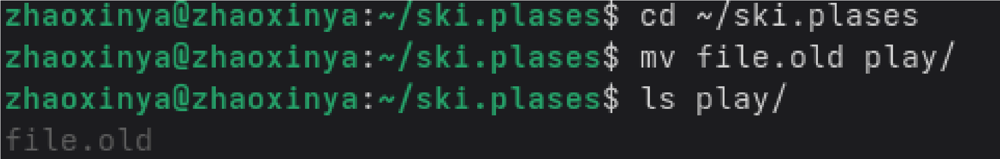 zhaoxinya@zhaoxinya:~/ski.plases$ cd ~/ski.plases
zhaoxinya@zhaoxinya:~/ski.plases$ mv file.old play/
zhaoxinya@zhaoxinya:~/ski.plases$ ls play/
file.old